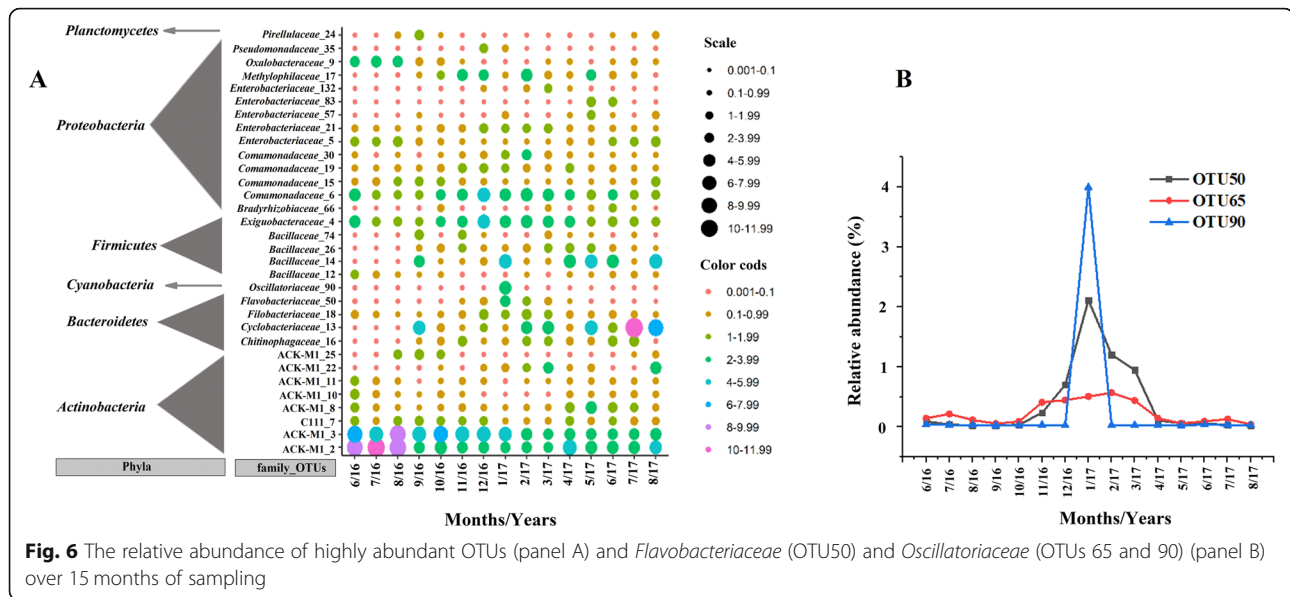 A
Planctomycetes
Proteobacteria
Firmicutes
Cyanobacteria
Bacteroidetes
Actinobacteria
Phyla
Pirellulaceae_24
Pseudomonadaceae_35
Oxalobacteraceae_9
Methylophilaceae_17
Enterobacteriaceae_132
Enterobacteriaceae_83
Enterobacteriaceae_57
Enterobacteriaceae_21
Enterobacteriaceae_5
Comamonadaceae_30
Comamonadaceae_19
Comamonadaceae_15
Comamonadaceae_6
Bradyrhizobiaceae_66
Exiguobacteraceae_4
Bacillaceae_74
Bacillaceae_26
Bacillaceae_14
Bacillaceae_12
Oscillatoriaceae_90
Flavobacteriaceae_50
Filobacteriaceae_18
Cyclobacteriaceae_13
Chitinophagaceae_16
ACK-M1_25
ACK-M1_22
ACK-M1_11
ACK-M1_10
ACK-M1_8
C111_7
ACK-M1_3
ACK-M1_2
family_OTUs
6/16
7/16
8/16
9/16
10/16
11/16
12/16
1/17
2/17
3/17
4/17
5/17
6/17
7/17
8/17
Months/Years
Scale
0.001-0.1
0.1-0.99
1-1.99
2-3.99
4-5.99
6-7.99
8-9.99
10-11.99
Color cods
0.001-0.1
0.1-0.99
1-1.99
2-3.99
4-5.99
6-7.99
8-9.99
10-11.99
B
Relative abundance (%)
4
3
2
1
0
OTU50
OTU65
OTU90
6/16
7/16
8/16
9/16
10/16
11/16
12/16
1/17
2/17
3/17
4/17
5/17
6/17
7/17
8/17
Months/Years
Fig. 6 The relative abundance of highly abundant OTUs (panel A) and Flavobacteriaceae (OTU50) and Oscillatoriaceae (OTUs 65 and 90) (panel B)
over 15 months of sampling